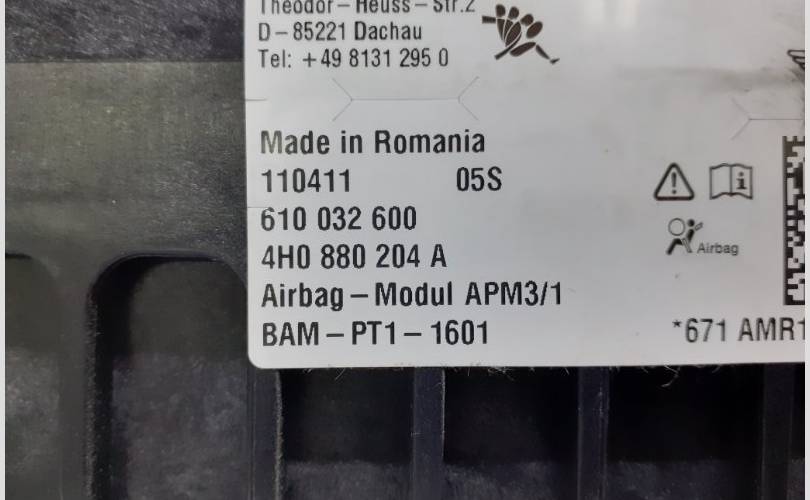 Theodor-Heuss-Str.2
D-85221 Dachau
Tel: +49 8131 295 0
Made in Romania
110411 05S
610 032 600
4H0 880 204 A
Airbag
Airbag-Modul APM3/1
BAM-PT1-1601
*671 AMR1